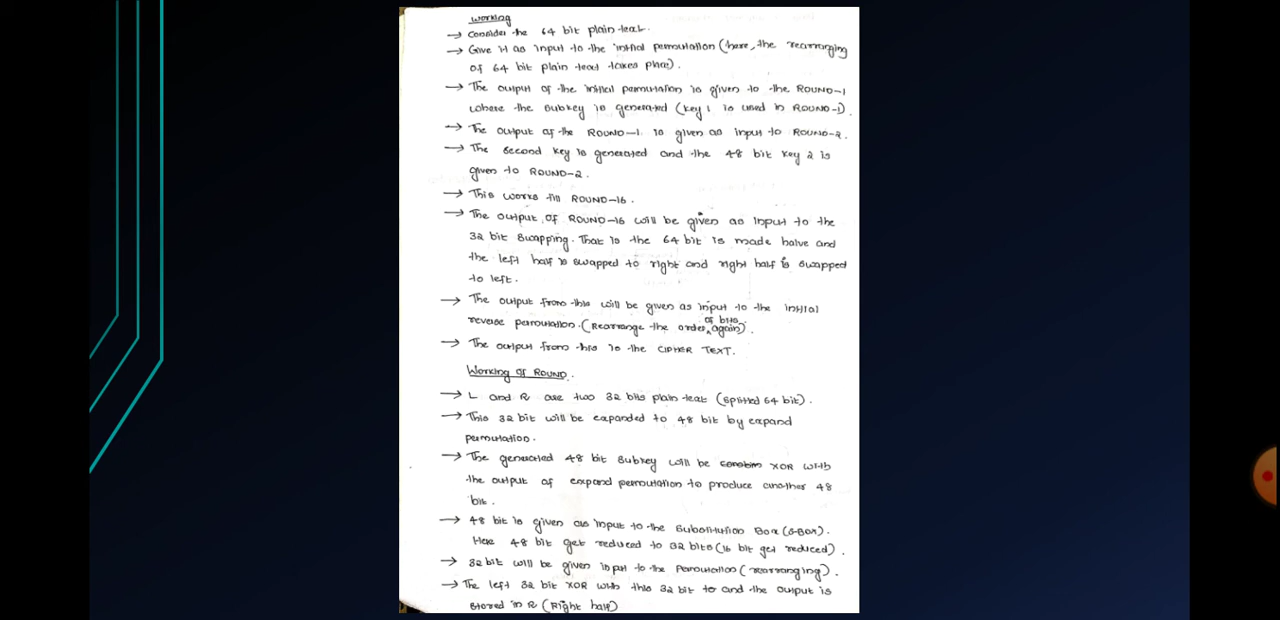 working
→ Consider the 64 bit plain text.
→ Give it as input to the initial permutation (here, the rearranging
of 64 bit plain text takes place).
→ The output of the initial permutation is given to the ROUND-1
where the subkey is generated (key 1 is used in ROUND-1).
→ The output of the ROUND-1 is given as input to ROUND-2.
→ The second key is generated and the 48 bit key 2 is
given to ROUND-2.
→ This works till ROUND-16.
→ The output of ROUND-16 will be given as input to the
32 bit swapping. That is the 64 bit is made halve and
the left half is swapped to right and right half is swapped
to left.
→ The output from this will be given as input to the initial
reverse permutation. (Rearrange the order of bits again).
→ The output from this is the CIPHER TEXT.
Working of ROUND.
→ L and R are two 32 bits plain text (splitted 64 bit).
→ This 32 bit will be expanded to 48 bit by expand
permutation.
→ The generated 48 bit subkey will be XOR with
the output of expand permutation to produce another 48
bit.
→ 48 bit is given as input to the Substitution Box (S-Box).
Here 48 bit get reduced to 32 bits (16 bit get reduced).
→ 32 bit will be given input to the Permutation (rearranging).
→ The left 32 bit XOR with this 32 bit to and the output is
stored in R (Right half)